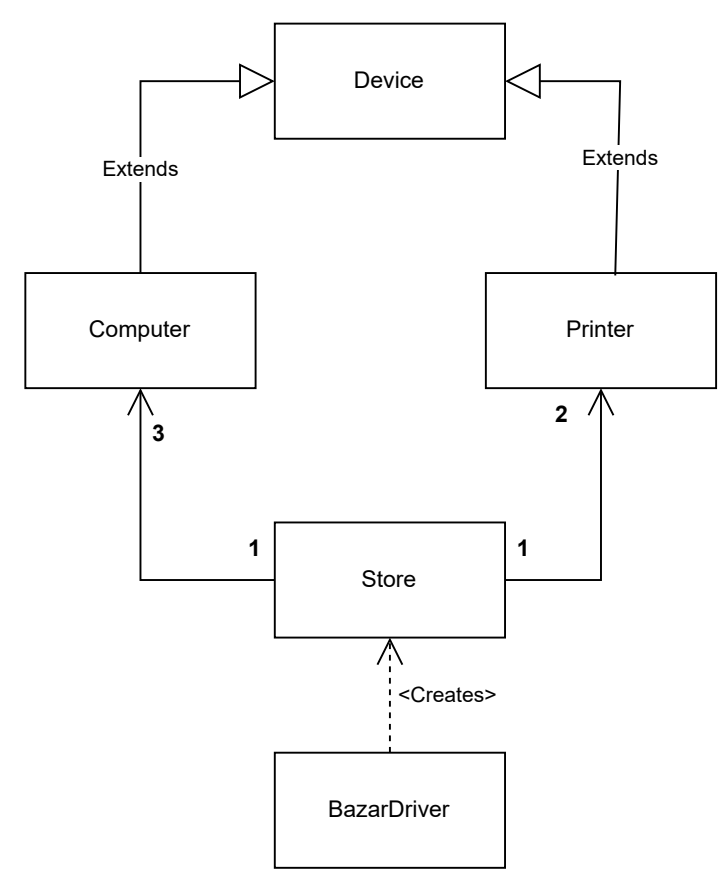 Device
Extends
Extends
Computer
Printer
3
2
1
1
Store
<Creates>
BazarDriver